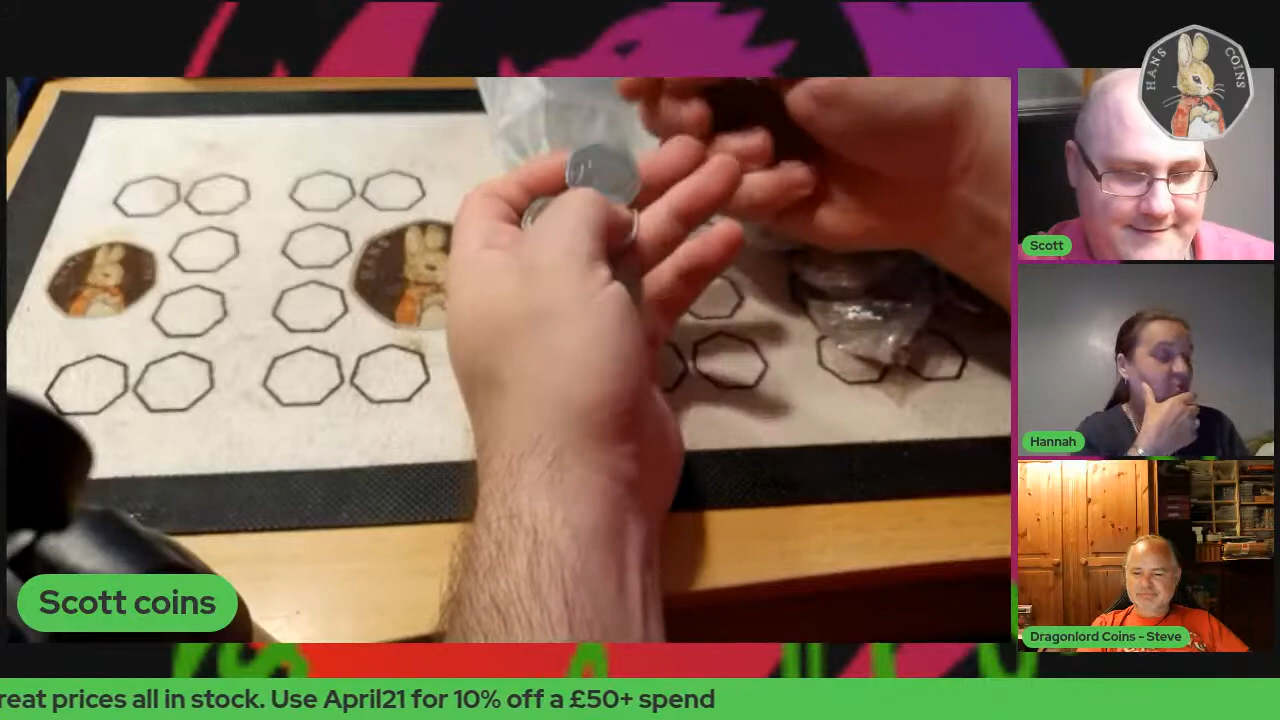 HANS COINS
Scott
Hannah
Scott coins
Dragonlord Coins - Steve
reat prices all in stock. Use April21 for 10% off a £50+ spend